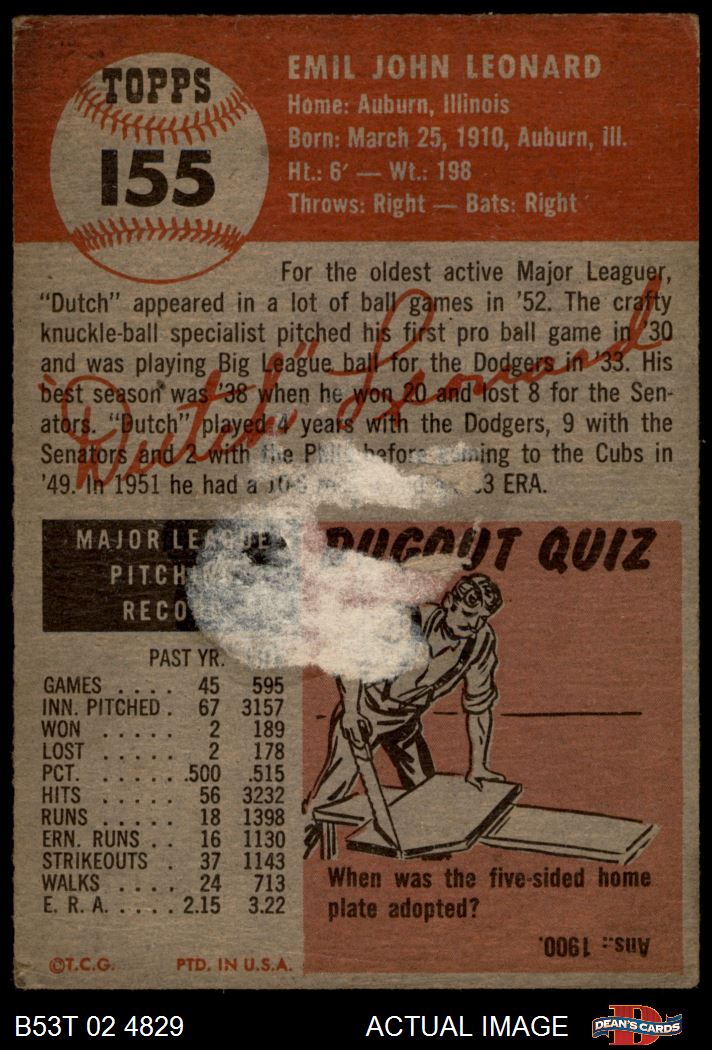 TOPPS
155
EMIL JOHN LEONARD
Home: Auburn, Illinois
Born: March 25, 1910, Auburn, Ill.
Ht.: 6' — Wt.: 198
Throws: Right — Bats: Right
For the oldest active Major Leaguer,
"Dutch" appeared in a lot of ball games in '52. The crafty
knuckle-ball specialist pitched his first pro ball game in '30
and was playing Big League ball for the Dodgers in '33. His
best season was '38 when he won 20 and lost 8 for the Sen-
ators. "Dutch" played 4 years with the Dodgers, 9 with the
Senators and 2 with the before to the Cubs in
'49. In 1951 he had a ERA.
"Dutch" Leonard
MAJOR
PAST YR.
GAMES . . . . 45 595
INN. PITCHED . 67 3157
WON . . . . . 2 189
LOST . . . . . 2 178
PCT. . . . . . .500 .515
HITS . . . . . 56 3232
RUNS . . . . . 18 1398
ERN. RUNS . . 16 1130
STRIKEOUTS . 37 1143
WALKS . . . . 24 713
E. R. A. . . . . . 2.15 3.22
©T.C.G. PTD. IN U.S.A.
DUGOUT QUIZ
When was the five-sided home
plate adopted?
Ans.: 1900.
B53T 02 4829 ACTUAL IMAGE
DEAN'S CARDS